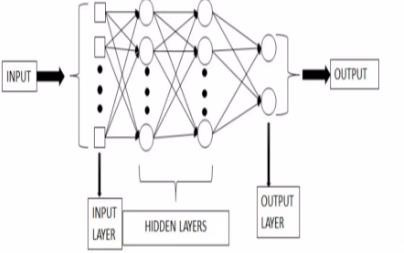 INPUT
OUTPUT
INPUT
LAYER
HIDDEN LAYERS
OUTPUT
LAYER